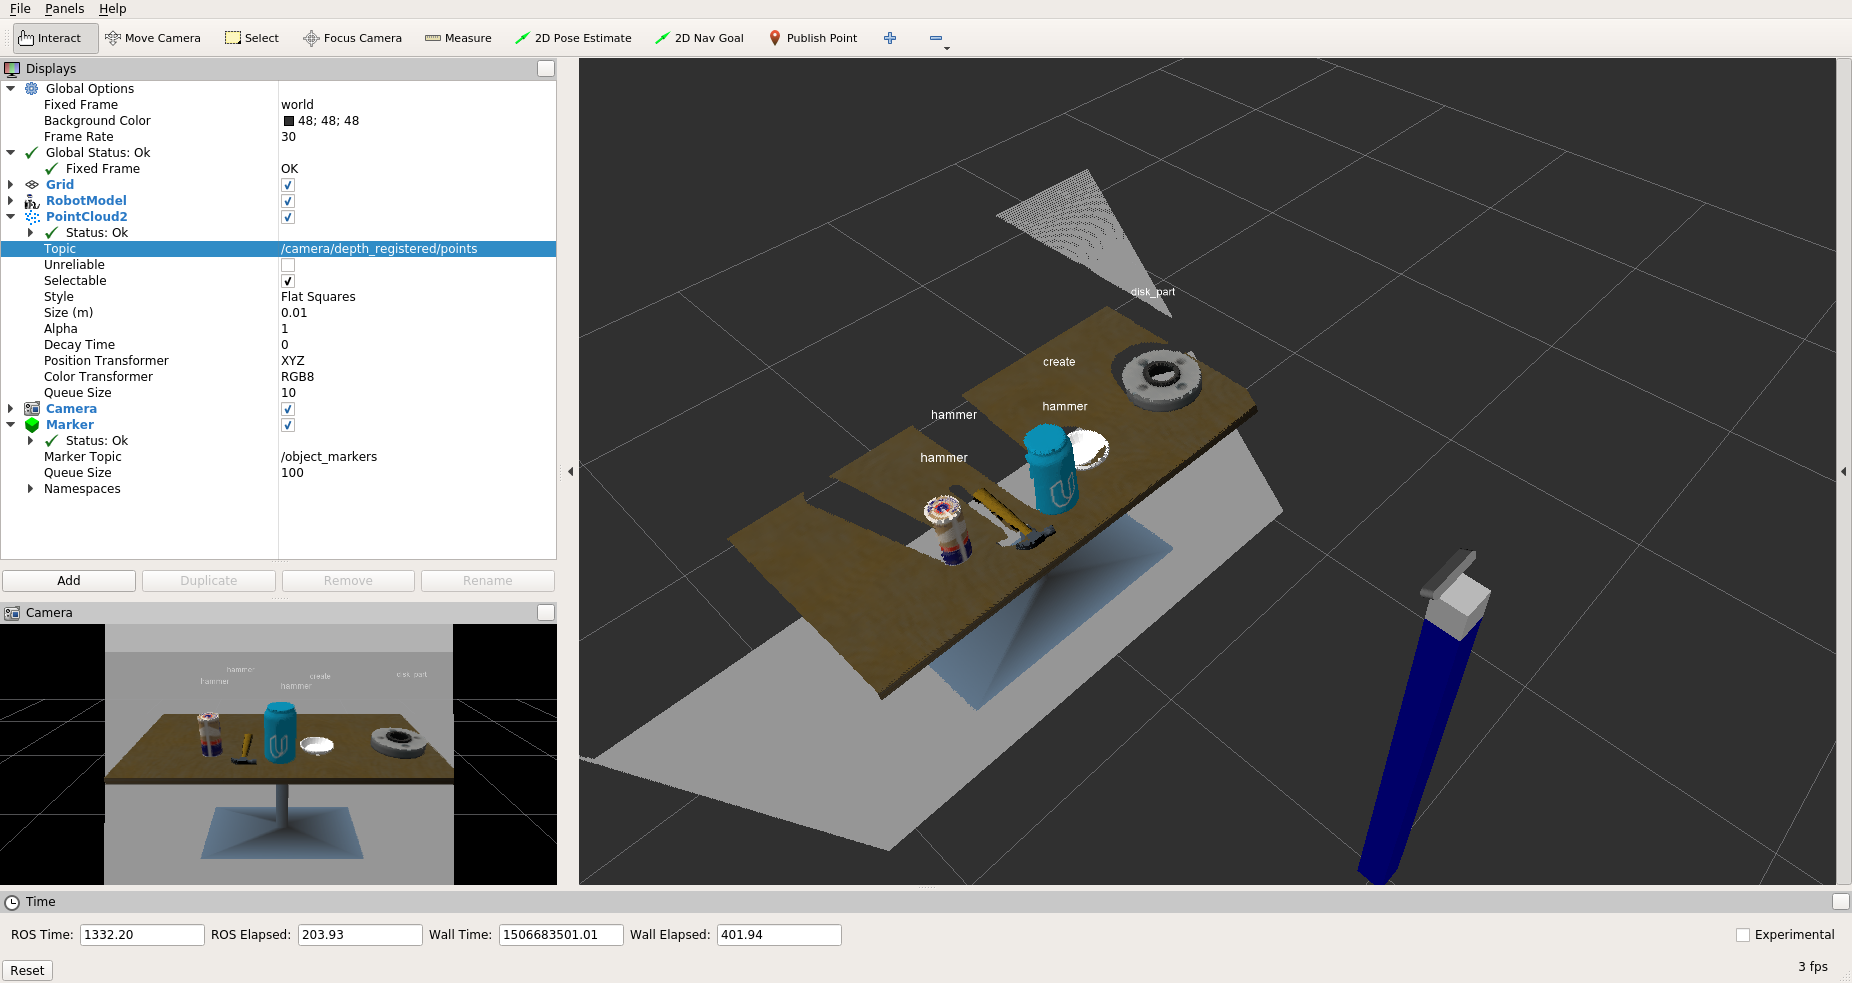 File Panels Help
Interact Move Camera Select Focus Camera Measure 2D Pose Estimate 2D Nav Goal Publish Point
Displays
Global Options
Fixed Frame world
Background Color 48; 48; 48
Frame Rate 30
Global Status: Ok
Fixed Frame OK
Grid
RobotModel
PointCloud2
Status: Ok
Topic /camera/depth_registered/points
Unreliable
Selectable
Style Flat Squares
Size (m) 0.01
Alpha 1
Decay Time 0
Position Transformer XYZ
Color Transformer RGB8
Queue Size 10
Camera
Marker
Status: Ok
Marker Topic /object_markers
Queue Size 100
Namespaces
Add Duplicate Remove Rename
Camera
hammer
hammer
create
hammer
disk_part
disk_part
create
hammer
hammer
hammer
Time
ROS Time: 1332.20 ROS Elapsed: 203.93 Wall Time: 1506683501.01 Wall Elapsed: 401.94 Experimental
Reset 3 fps